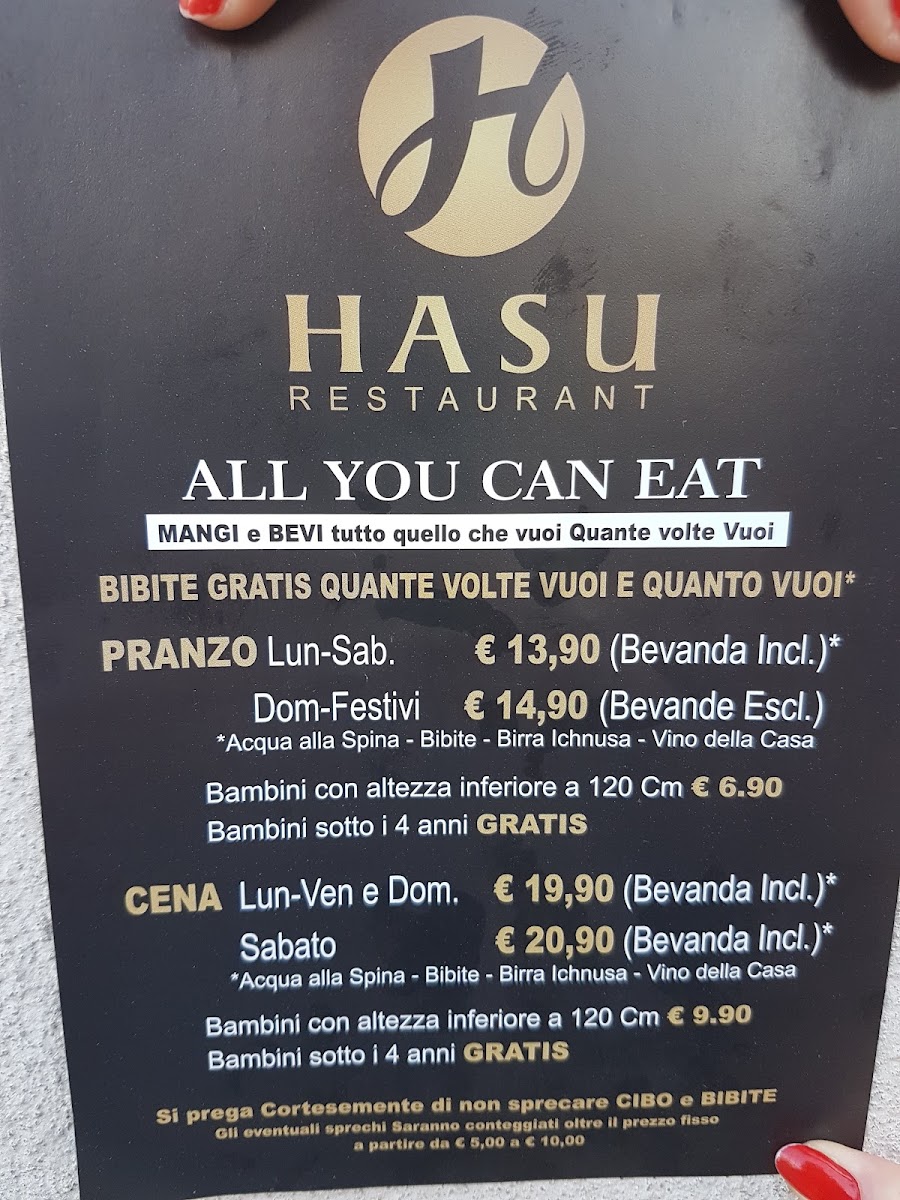 HASU
RESTAURANT
ALL YOU CAN EAT
MANGI e BEVI tutto quello che vuoi Quante volte Vuoi
BIBITE GRATIS QUANTE VOLTE VUOI E QUANTO VUOI*
PRANZO Lun-Sab. € 13,90 (Bevanda Incl.)*
Dom-Festivi € 14,90 (Bevande Escl.)
*Acqua alla Spina - Bibite - Birra Ichnusa - Vino della Casa
Bambini con altezza inferiore a 120 Cm € 6.90
Bambini sotto i 4 anni GRATIS
CENA Lun-Ven e Dom. € 19,90 (Bevanda Incl.)*
Sabato € 20,90 (Bevanda Incl.)*
*Acqua alla Spina - Bibite - Birra Ichnusa - Vino della Casa
Bambini con altezza inferiore a 120 Cm € 9.90
Bambini sotto i 4 anni GRATIS
Si prega Cortesemente di non sprecare CIBO e BIBITE
Gli eventuali sprechi Saranno conteggiati oltre il prezzo fisso
a partire da € 5,00 a € 10,00